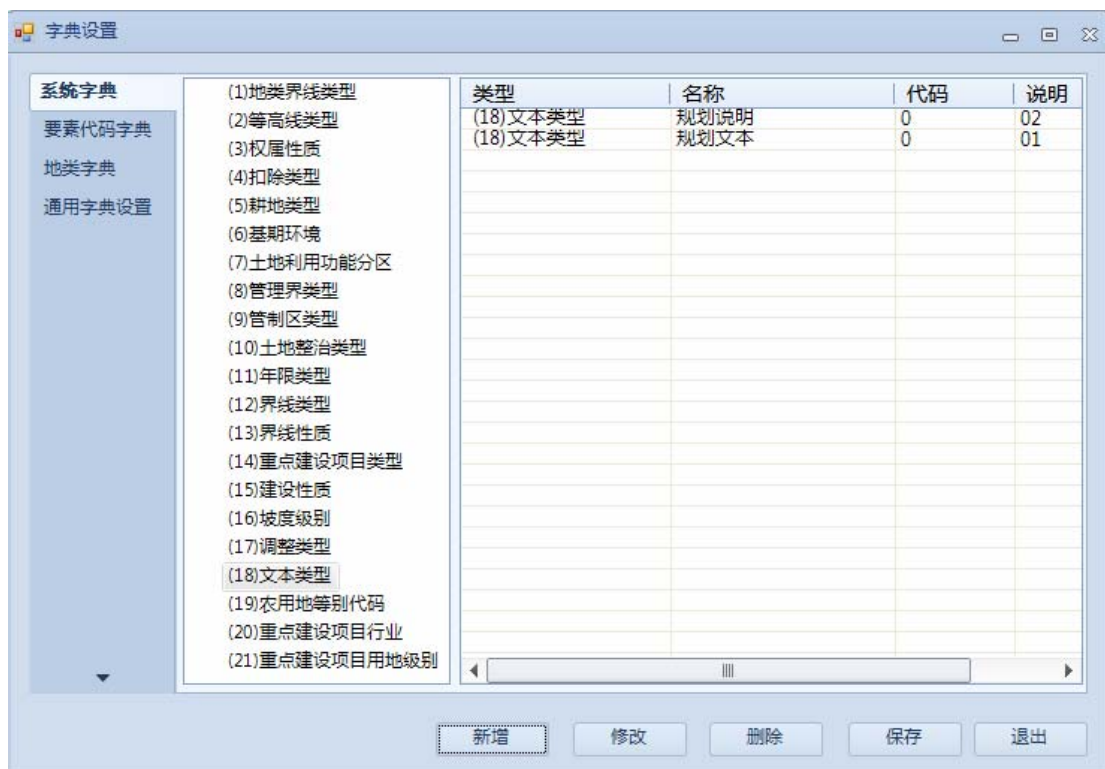 字典设置
系统字典
要素代码字典
地类字典
通用字典设置
(1)地类界线类型
(2)等高线类型
(3)权属性质
(4)扣除类型
(5)耕地类型
(6)基期环境
(7)土地利用功能分区
(8)管理界类型
(9)管制区类型
(10)土地整治类型
(11)年限类型
(12)界线类型
(13)界线性质
(14)重点建设项目类型
(15)建设性质
(16)坡度级别
(17)调整类型
(18)文本类型
(19)农用地等别代码
(20)重点建设项目行业
(21)重点建设项目用地级别
类型 名称 代码 说明
(18)文本类型 规划说明 0 02
(18)文本类型 规划文本 0 01
新增 修改 删除 保存 退出